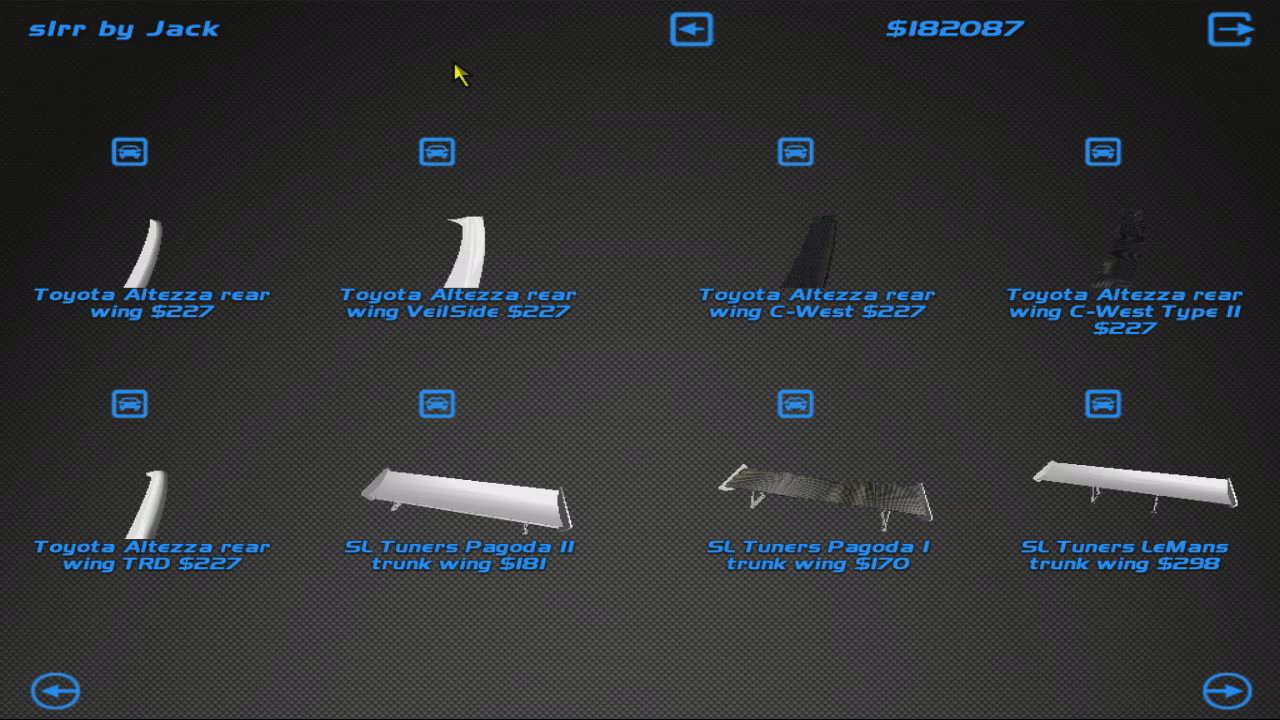 slrr by Jack
$182087
Toyota Altezza rear
wing $227
Toyota Altezza rear
wing VeilSide $227
Toyota Altezza rear
wing C-West $227
Toyota Altezza rear
wing C-West Type II
$227
Toyota Altezza rear
wing TRD $227
SL Tuners Pagoda II
trunk wing $181
SL Tuners Pagoda I
trunk wing $170
SL Tuners LeMans
trunk wing $298